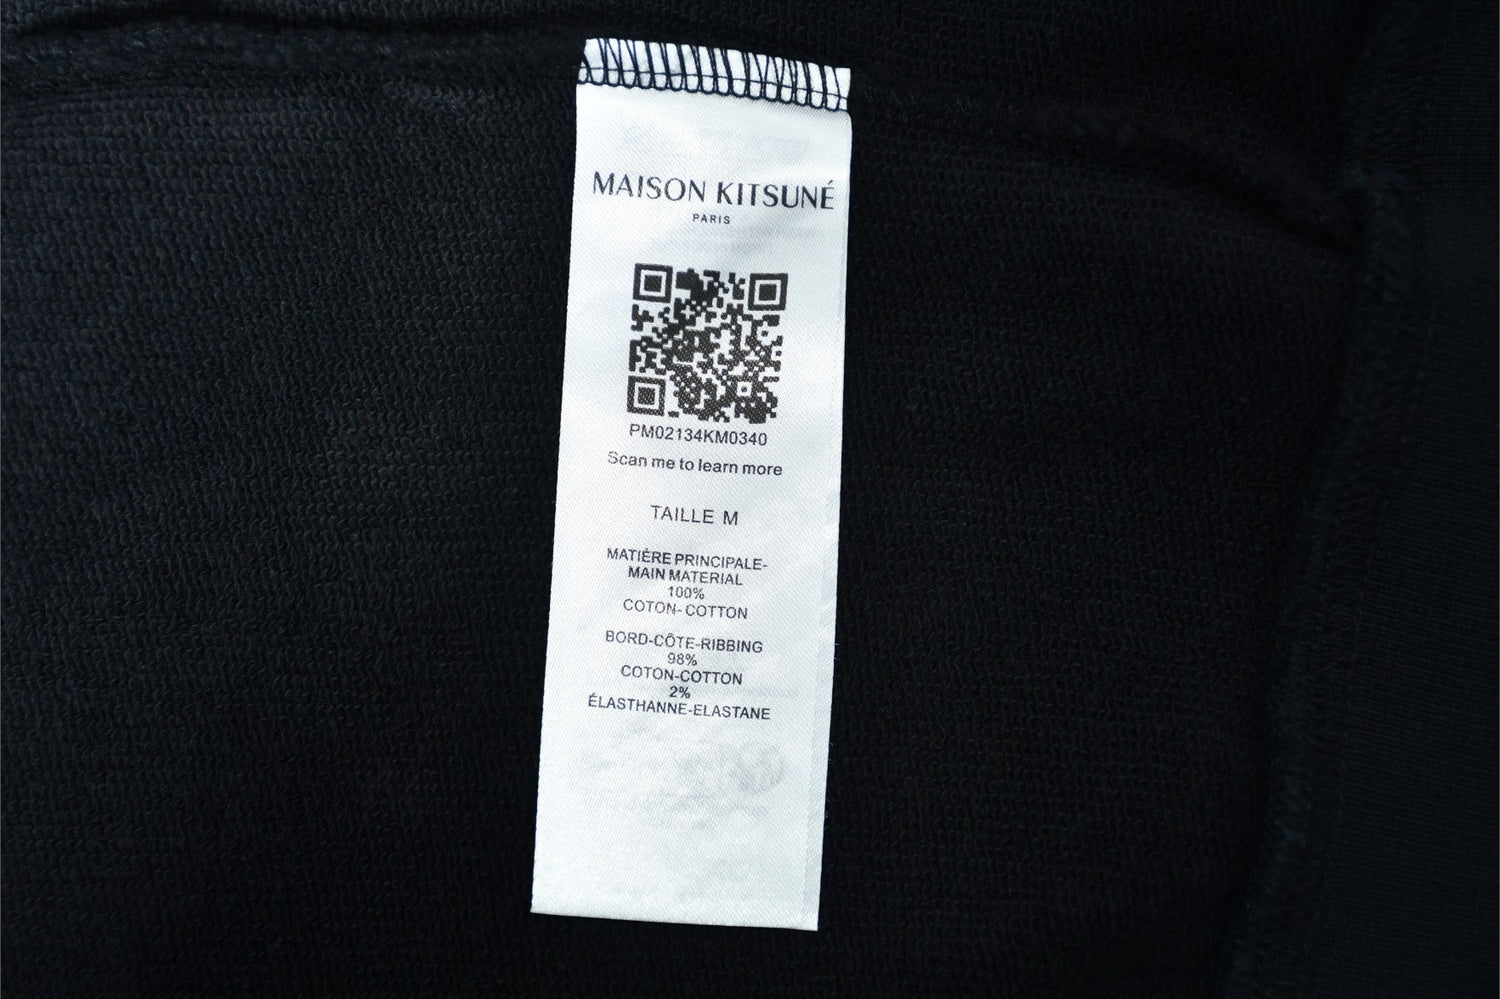 MAISON KITSUNÉ
PARIS
PM02134KM0340
Scan me to learn more
TAILLE M
MATIÈRE PRINCIPALE-
MAIN MATERIAL
100%
COTON- COTTON
BORD-CÔTE-RIBBING
98%
COTON-COTTON
2%
ÉLASTHANNE-ELASTANE